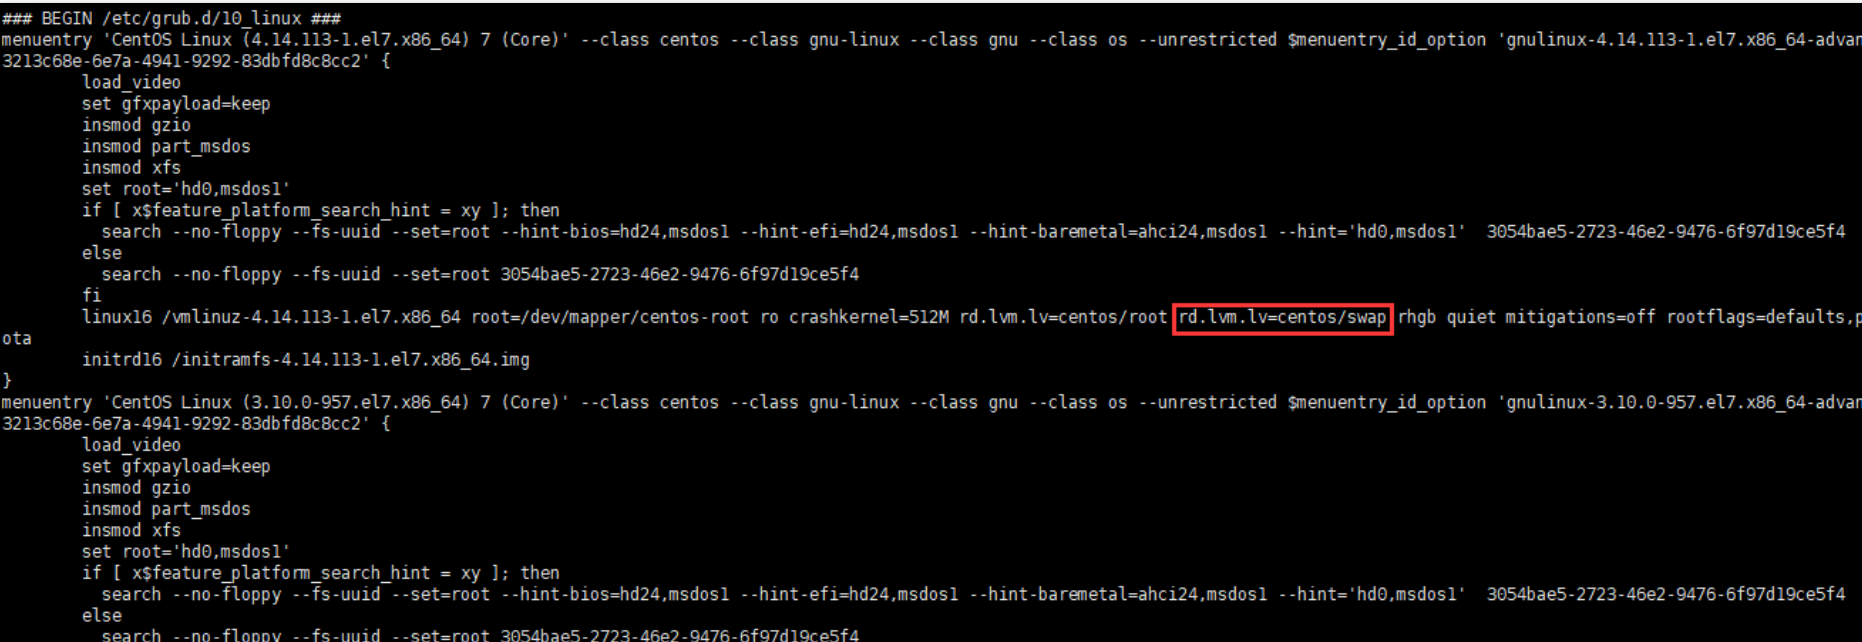 ### BEGIN /etc/grub.d/10_linux ###
menuentry 'CentOS Linux (4.14.113-1.el7.x86_64) 7 (Core)' --class centos --class gnu-linux --class gnu --class os --unrestricted $menuentry_id_option 'gnulinux-4.14.113-1.el7.x86_64-advan
3213c68e-6e7a-4941-9292-83dbfd8c8cc2' {
        load_video
        set gfxpayload=keep
        insmod gzio
        insmod part_msdos
        insmod xfs
        set root='hd0,msdos1'
        if [ x$feature_platform_search_hint = xy ]; then
          search --no-floppy --fs-uuid --set=root --hint-bios=hd24,msdos1 --hint-efi=hd24,msdos1 --hint-baremetal=ahci24,msdos1 --hint='hd0,msdos1'  3054bae5-2723-46e2-9476-6f97d19ce5f4
        else
          search --no-floppy --fs-uuid --set=root 3054bae5-2723-46e2-9476-6f97d19ce5f4
        fi
        linux16 /vmlinuz-4.14.113-1.el7.x86_64 root=/dev/mapper/centos-root ro crashkernel=512M rd.lvm.lv=centos/root rd.lvm.lv=centos/swap rhgb quiet mitigations=off rootflags=defaults,p
ota
        initrd16 /initramfs-4.14.113-1.el7.x86_64.img
}
menuentry 'CentOS Linux (3.10.0-957.el7.x86_64) 7 (Core)' --class centos --class gnu-linux --class gnu --class os --unrestricted $menuentry_id_option 'gnulinux-3.10.0-957.el7.x86_64-advan
3213c68e-6e7a-4941-9292-83dbfd8c8cc2' {
        load_video
        set gfxpayload=keep
        insmod gzio
        insmod part_msdos
        insmod xfs
        set root='hd0,msdos1'
        if [ x$feature_platform_search_hint = xy ]; then
          search --no-floppy --fs-uuid --set=root --hint-bios=hd24,msdos1 --hint-efi=hd24,msdos1 --hint-baremetal=ahci24,msdos1 --hint='hd0,msdos1'  3054bae5-2723-46e2-9476-6f97d19ce5f4
        else
          search --no-floppy --fs-uuid --set=root 3054bae5-2723-46e2-9476-6f97d19ce5f4